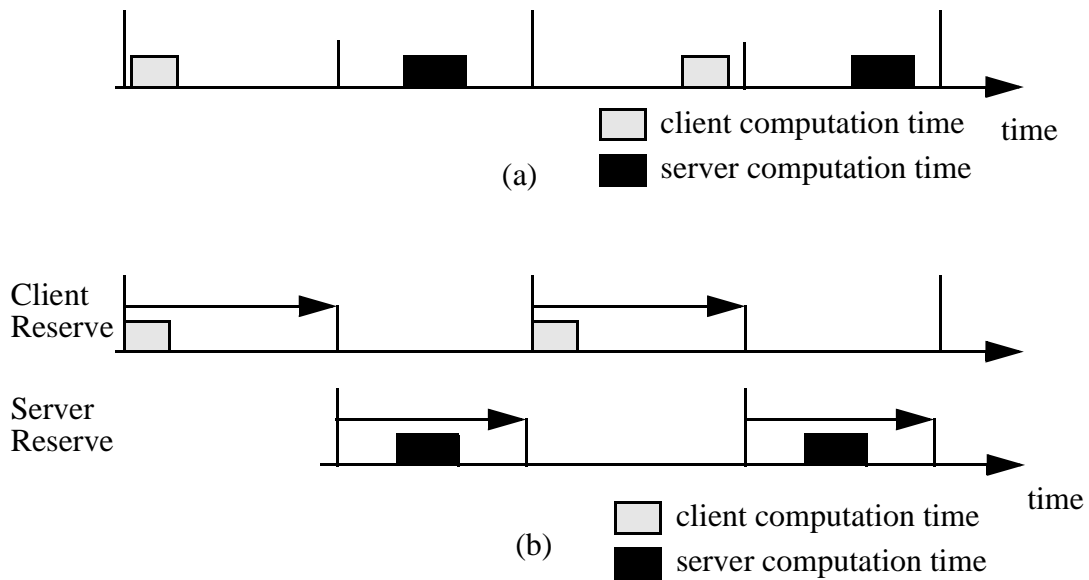 client computation time
time
server computation time
(a)
Client
Reserve
Server
Reserve
time
client computation time
(b)
server computation time